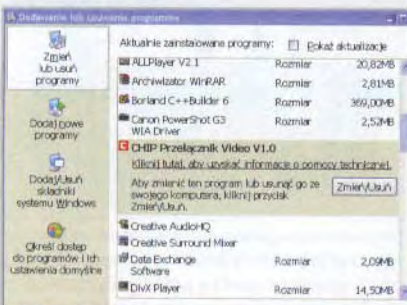 Dodawanie lub usuwanie programów
Zmień
lub usuń
programy
Dodaj nowe
programy
Dodaj/Usuń
składniki
systemu Windows
Określ dostęp
do programów i ich
ustawienia domyślne
Aktualnie zainstalowane programy:
Pokaż aktualizacje
ALLPlayer V2.1 Rozmiar 20,82MB
Archiwizator WinRAR Rozmiar 2,81MB
Borland C++Builder 6 Rozmiar 369,00MB
Canon PowerShot G3 Rozmiar 2,52MB
WIA Driver
CHIP Przełącznik Video V1.0
Kliknij tutaj, aby uzyskać informacje o pomocy technicznej.
Aby zmienić ten program lub usunąć go ze
swojego komputera, kliknij przycisk
Zmień/Usuń.
Zmień/Usuń
Creative AudioHQ
Creative Surround Mixer
Data Exchange Rozmiar 2,09MB
Software
DivX Player Rozmiar 14,50MB